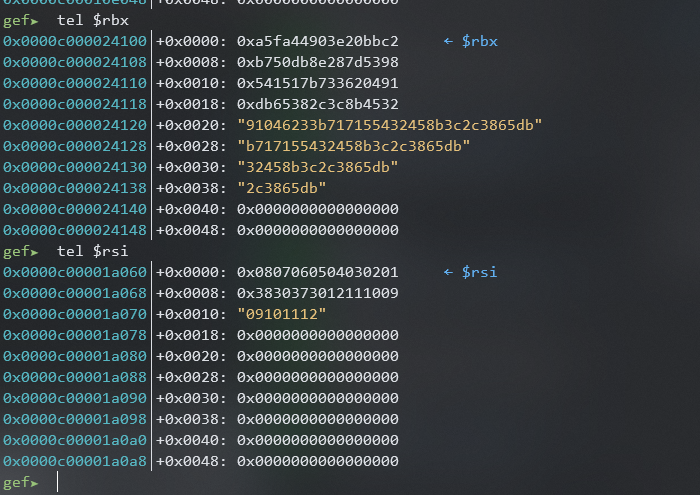 gef➤  tel $rbx
0x0000c000024100│+0x0000: 0xa5fa44903e20bbc2	 ← $rbx
0x0000c000024108│+0x0008: 0xb750db8e287d5398
0x0000c000024110│+0x0010: 0x541517b733620491
0x0000c000024118│+0x0018: 0xdb65382c3c8b4532
0x0000c000024120│+0x0020: "91046233b717155432458b3c2c3865db"
0x0000c000024128│+0x0028: "b717155432458b3c2c3865db"
0x0000c000024130│+0x0030: "32458b3c2c3865db"
0x0000c000024138│+0x0038: "2c3865db"
0x0000c000024140│+0x0040: 0x0000000000000000
0x0000c000024148│+0x0048: 0x0000000000000000
gef➤  tel $rsi
0x0000c00001a060│+0x0000: 0x0807060504030201	 ← $rsi
0x0000c00001a068│+0x0008: 0x3830373012111009
0x0000c00001a070│+0x0010: "09101112"
0x0000c00001a078│+0x0018: 0x0000000000000000
0x0000c00001a080│+0x0020: 0x0000000000000000
0x0000c00001a088│+0x0028: 0x0000000000000000
0x0000c00001a090│+0x0030: 0x0000000000000000
0x0000c00001a098│+0x0038: 0x0000000000000000
0x0000c00001a0a0│+0x0040: 0x0000000000000000
0x0000c00001a0a8│+0x0048: 0x0000000000000000
gef➤